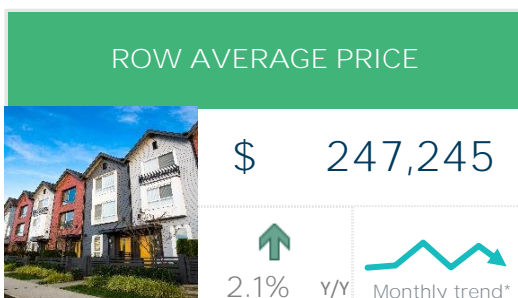 ROW AVERAGE PRICE
$ 247,245
2.1% Y/Y
Monthly trend*